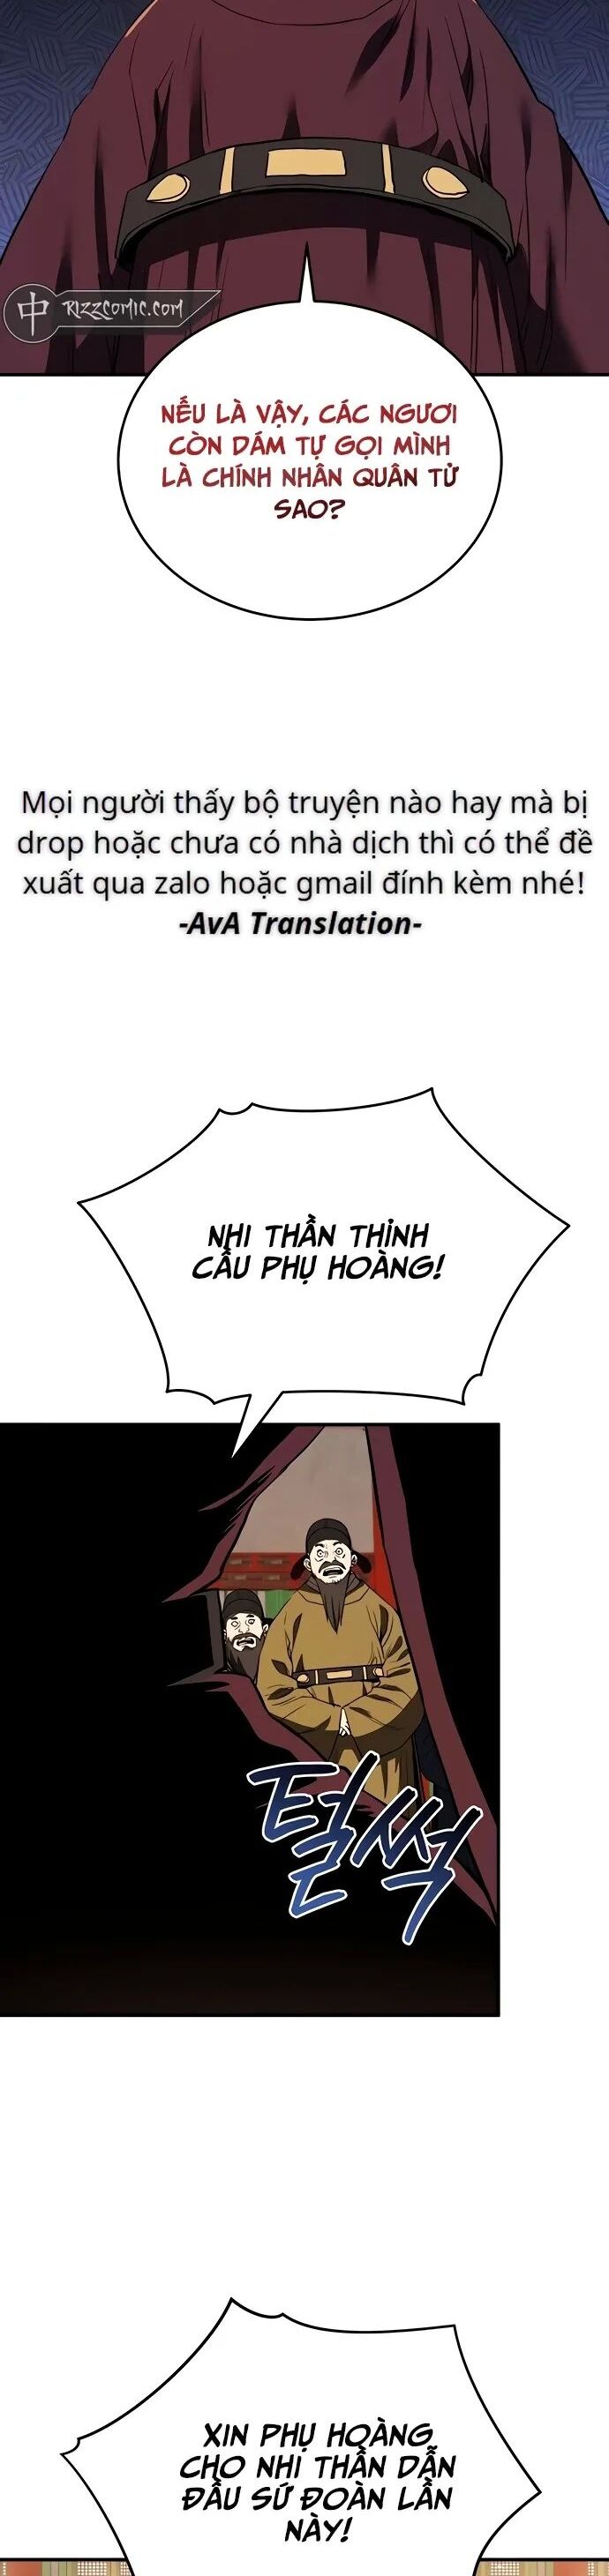 中 RIZZCOMIC.COM
NẾU LÀ VẬY, CÁC NGƯƠI
CÒN DÁM TỰ GỌI MÌNH
LÀ CHÍNH NHÂN QUÂN TỬ
SAO?
Mọi người thấy bộ truyện nào hay mà bị
drop hoặc chưa có nhà dịch thì có thể đề
xuất qua zalo hoặc gmail đính kèm nhé!
-AvA Translation-
NHI THẦN THỈNH
CẦU PHỤ HOÀNG!
털썩
XIN PHỤ HOÀNG
CHO NHI THẦN DẪN
ĐẦU SỨ ĐOÀN LẦN
NÀY!